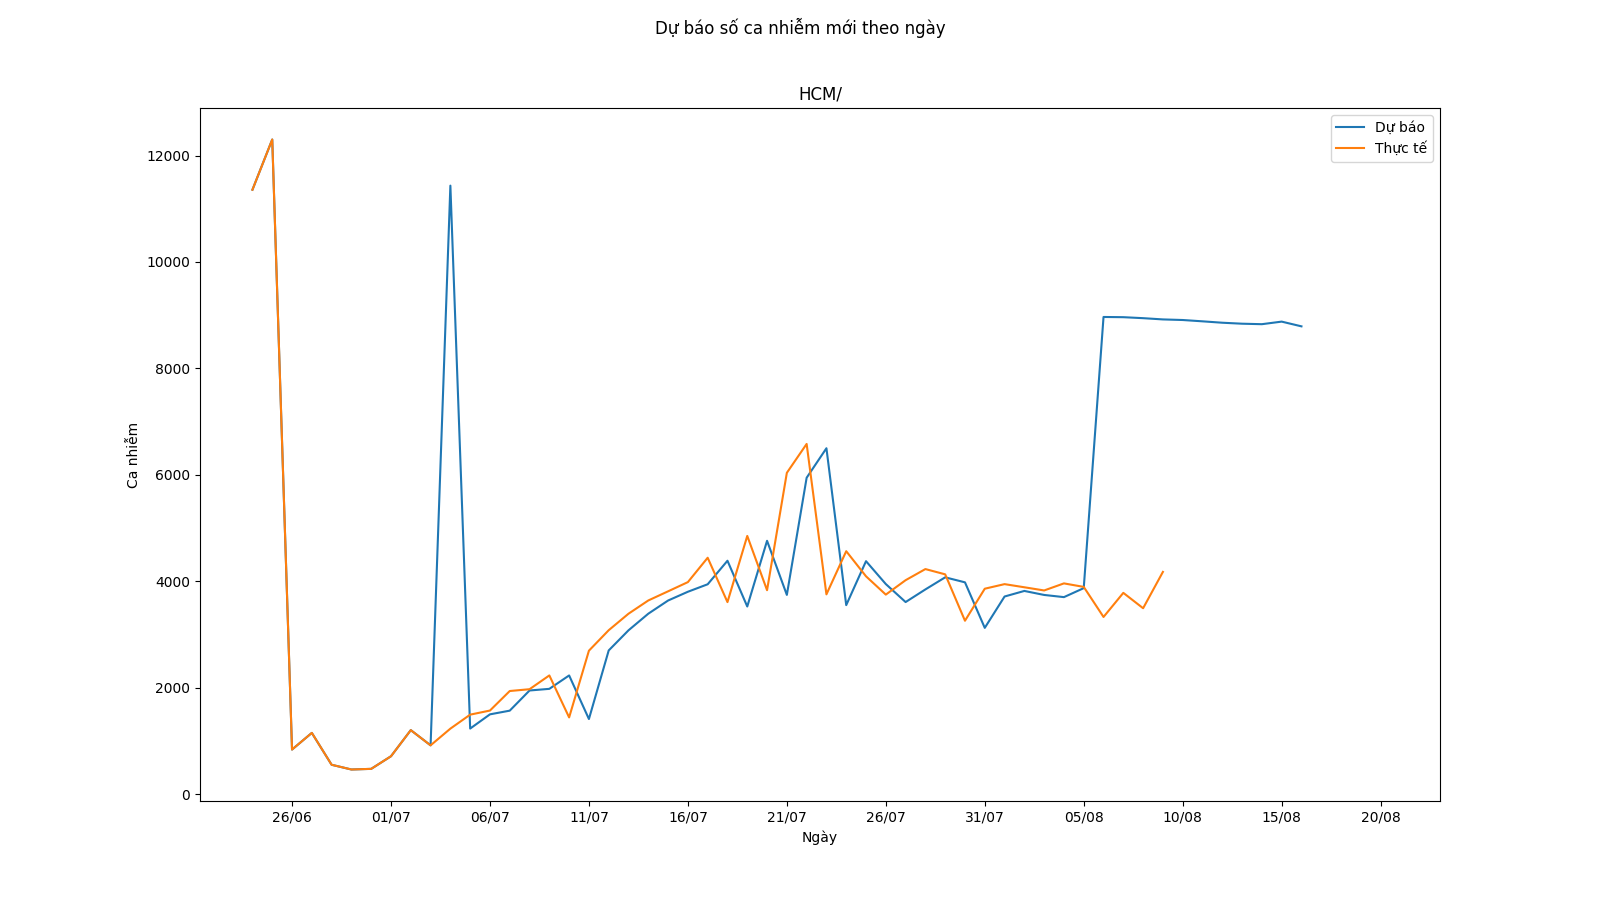 Dự báo số ca nhiễm mới theo ngày
HCM/
Dự báo
Thực tế
12000
10000
8000
6000
4000
2000
0
Ca nhiễm
26/06 01/07 06/07 11/07 16/07 21/07 26/07 31/07 05/08 10/08 15/08 20/08
Ngày